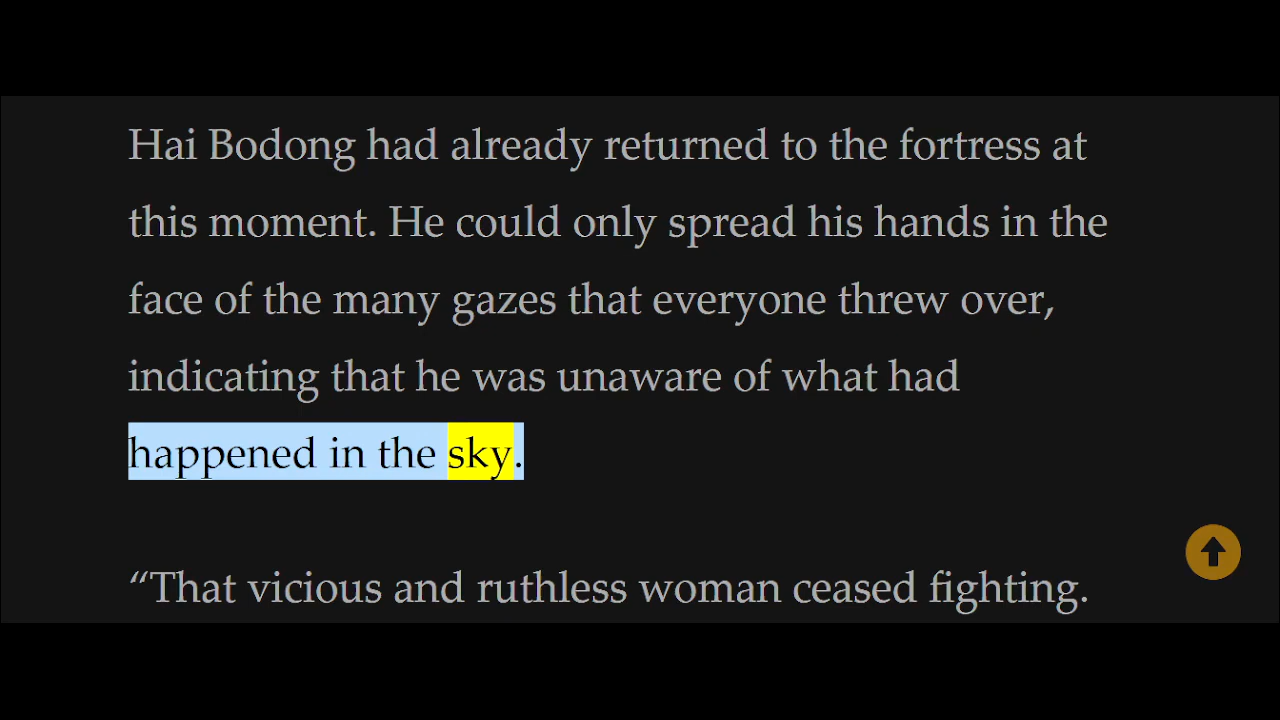 Hai Bodong had already returned to the fortress at
this moment. He could only spread his hands in the
face of the many gazes that everyone threw over,
indicating that he was unaware of what had
happened in the sky.
“That vicious and ruthless woman ceased fighting.